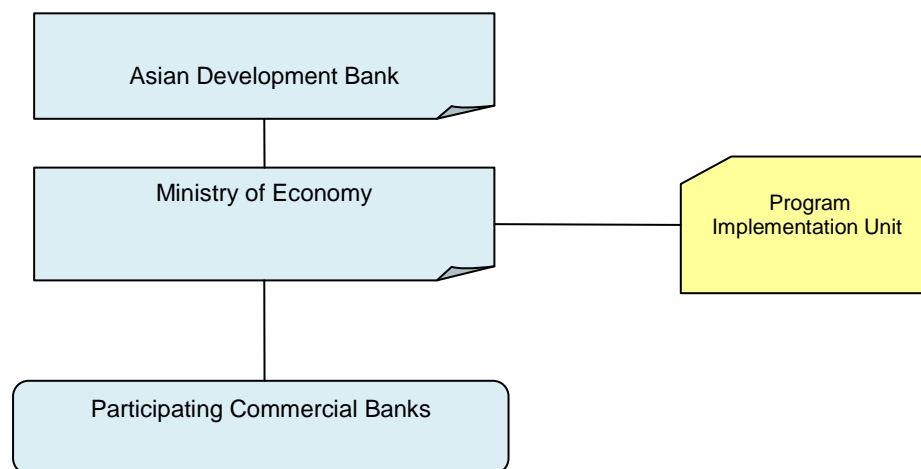 Asian Development Bank
Ministry of Economy
Program
Implementation Unit
Participating Commercial Banks